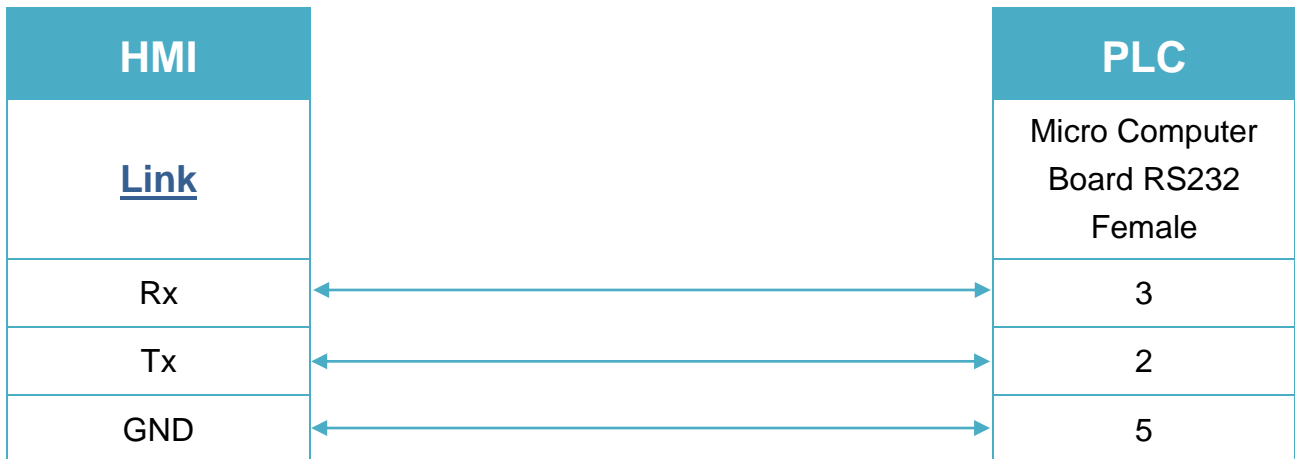 HMI
PLC
Link
Micro Computer
Board RS232
Female
Rx
3
Tx
2
GND
5